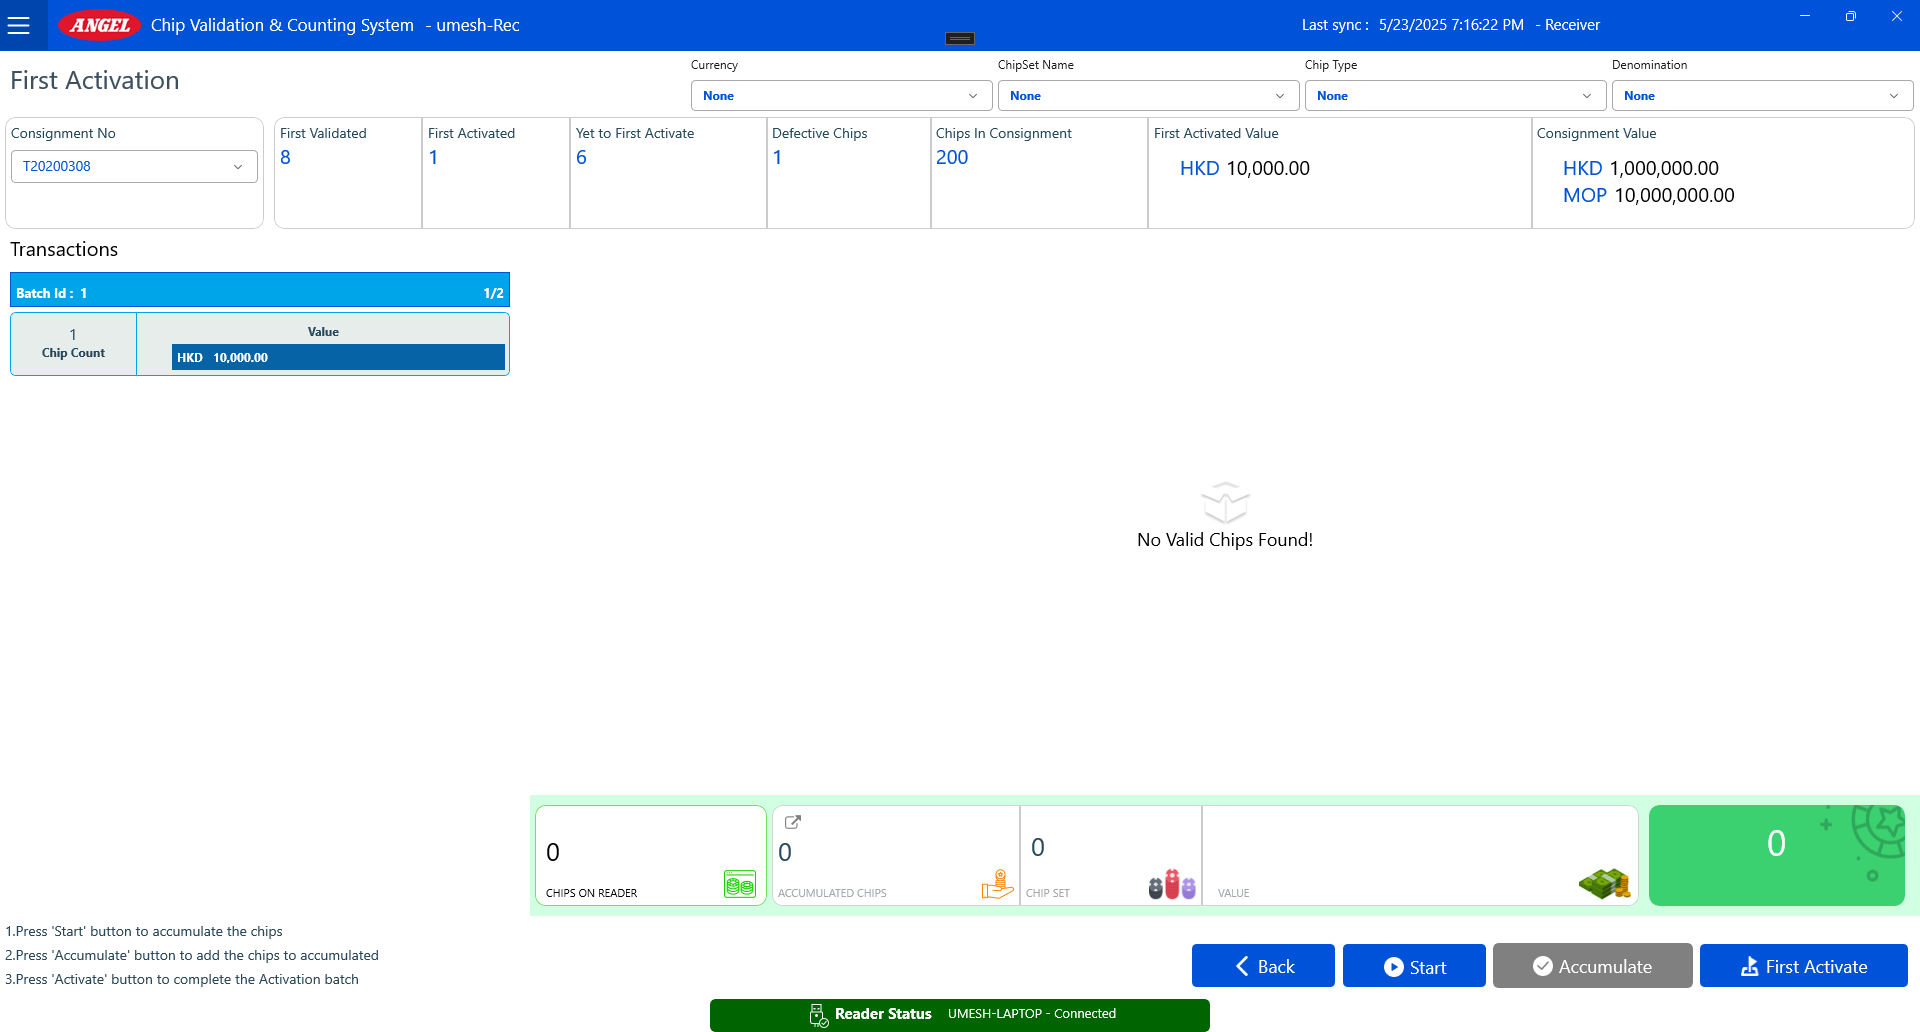 ANGEL Chip Validation & Counting System - umesh-Rec
Last sync : 5/23/2025 7:16:22 PM - Receiver
First Activation
Currency
None
ChipSet Name
None
Chip Type
None
Denomination
None
Consignment No
T20200308
First Validated
8
First Activated
1
Yet to First Activate
6
Defective Chips
1
Chips In Consignment
200
First Activated Value
HKD 10,000.00
Consignment Value
HKD 1,000,000.00
MOP 10,000,000.00
Transactions
Batch Id : 1 1/2
1
Chip Count
Value
HKD 10,000.00
No Valid Chips Found!
0
CHIPS ON READER
0
ACCUMULATED CHIPS
0
CHIP SET
VALUE
0
1.Press 'Start' button to accumulate the chips
2.Press 'Accumulate' button to add the chips to accumulated
3.Press 'Activate' button to complete the Activation batch
Back
Start
Accumulate
First Activate
Reader Status UMESH-LAPTOP - Connected